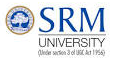 SRM
UNIVERSITY
(Under section 3 of UGC Act 1956)